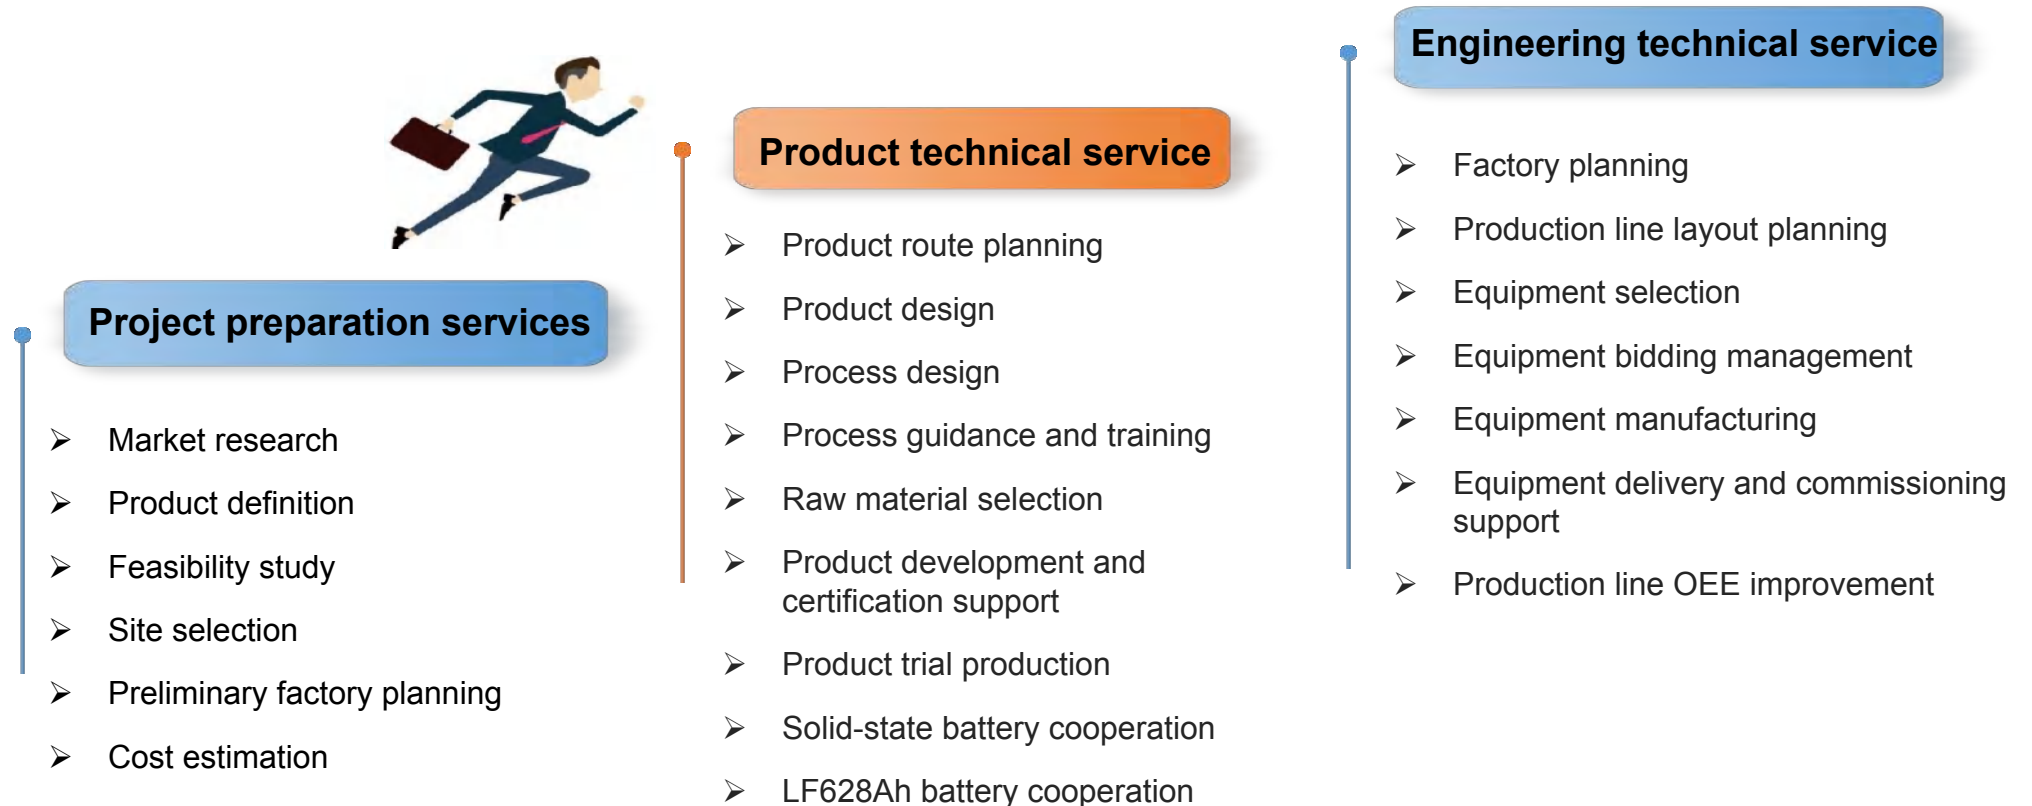 Project preparation services
Market research
Product definition
Feasibility study
Site selection
Preliminary factory planning
Cost estimation
Product technical service
Product route planning
Product design
Process design
Process guidance and training
Raw material selection
Product development and
certification support
Product trial production
Solid-state battery cooperation
LF628Ah battery cooperation
Engineering technical service
Factory planning
Production line layout planning
Equipment selection
Equipment bidding management
Equipment manufacturing
Equipment delivery and commissioning
support
Production line OEE improvement